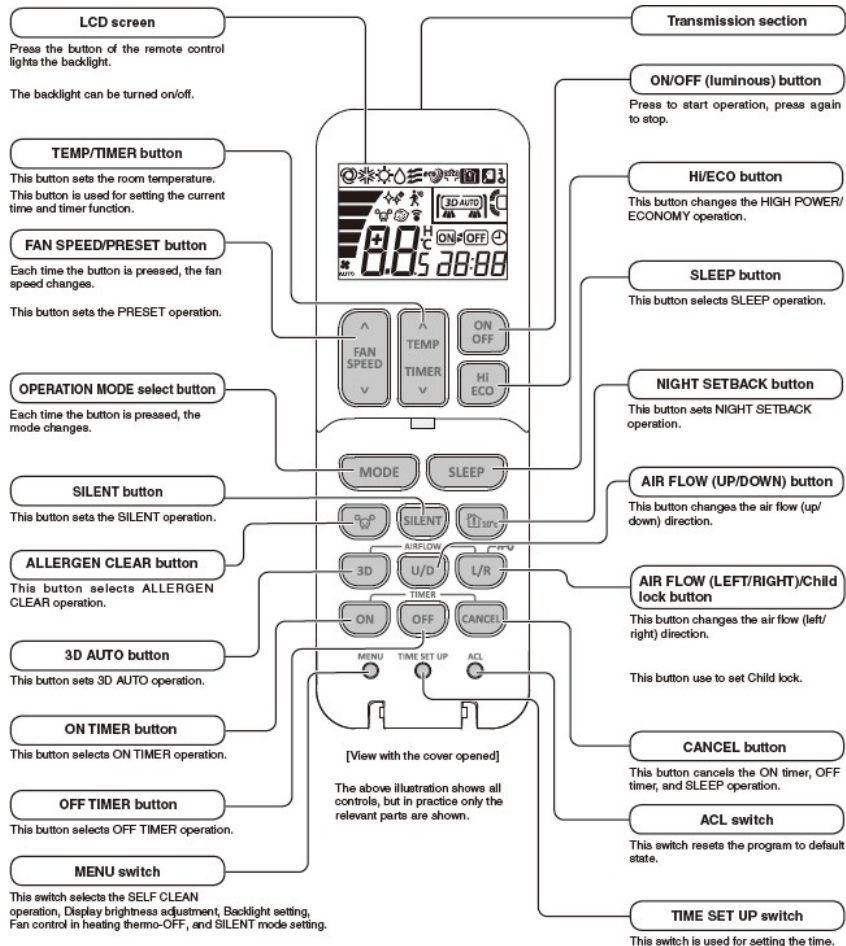 LCD screen
Press the button of the remote control
lights the backlight.
The backlight can be turned on/off.
TEMP/TIMER button
This button sets the room temperature.
This button is used for setting the current
time and timer function.
FAN SPEED/PRESET button
Each time the button is pressed, the fan
speed changes.
This button sets the PRESET operation.
OPERATION MODE select button
Each time the button is pressed, the
mode changes.
SILENT button
This button sets the SILENT operation.
ALLERGEN CLEAR button
This button selects ALLERGEN
CLEAR operation.
3D AUTO button
This button sets 3D AUTO operation.
ON TIMER button
This button selects ON TIMER operation.
OFF TIMER button
This button selects OFF TIMER operation.
MENU switch
This switch selects the SELF CLEAN
operation, Display brightness adjustment, Backlight setting,
Fan control in heating thermo-OFF, and SILENT mode setting.
3D AUTO
H
ON OFF
°C
AUTO
8.8 5 88:88
FAN
SPEED
TEMP
TIMER
ON
OFF
Hi
ECO
MODE
SLEEP
SILENT
10°c
AIRFLOW
3D
U/D
L/R
TIMER
ON
OFF
CANCEL
MENU
TIME SET UP
ACL
[View with the cover opened]
The above illustration shows all
controls, but in practice only the
relevant parts are shown.
Transmission section
ON/OFF (luminous) button
Press to start operation, press again
to stop.
Hi/ECO button
This button changes the HIGH POWER/
ECONOMY operation.
SLEEP button
This button selects SLEEP operation.
NIGHT SETBACK button
This button sets NIGHT SETBACK
operation.
AIR FLOW (UP/DOWN) button
This button changes the air flow (up/
down) direction.
AIR FLOW (LEFT/RIGHT)/Child
lock button
This button changes the air flow (left/
right) direction.
This button use to set Child lock.
CANCEL button
This button cancels the ON timer, OFF
timer, and SLEEP operation.
ACL switch
This switch resets the program to default
state.
TIME SET UP switch
This switch is used for setting the time.